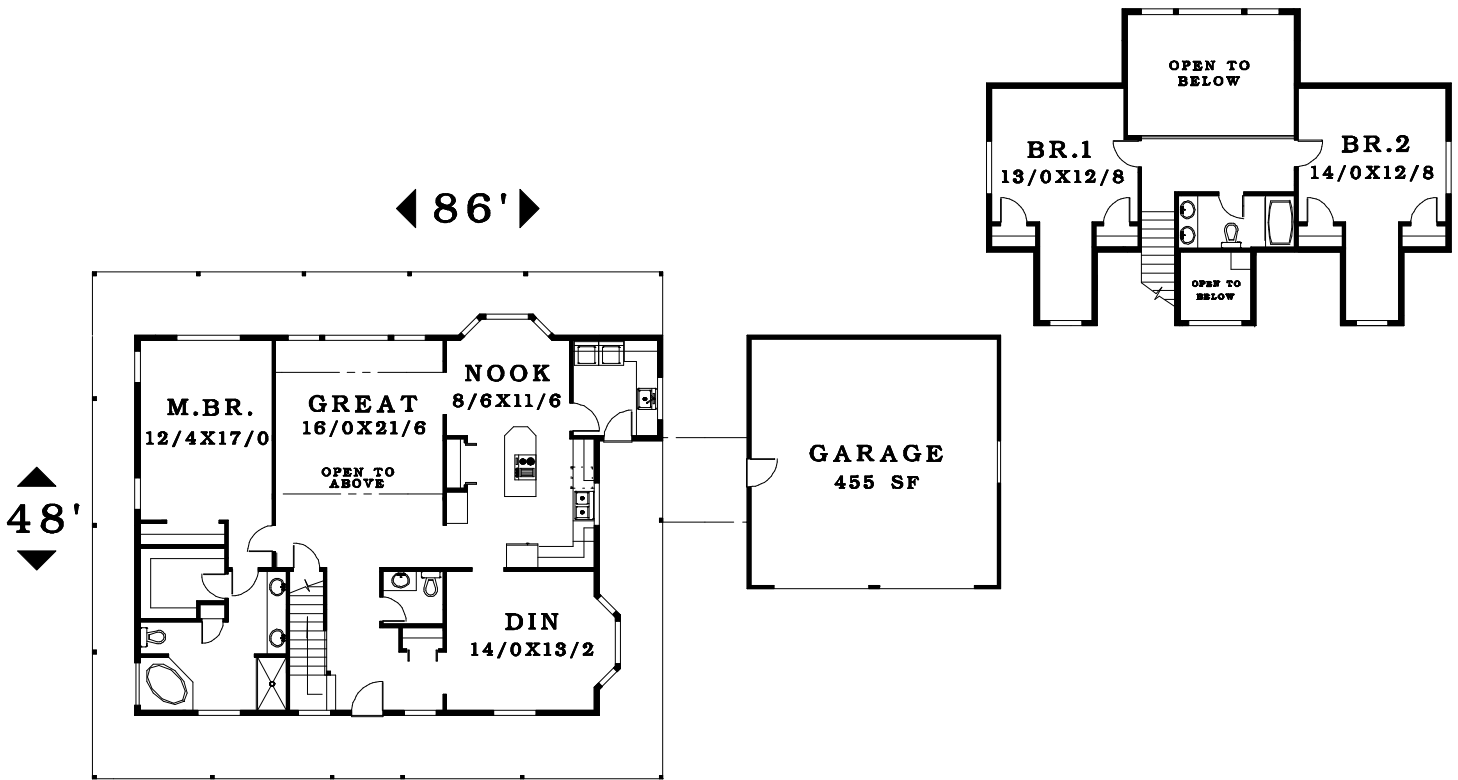 OPEN TO
BELOW
BR.1
13/0X12/8
BR.2
14/0X12/8
OPEN TO
BELOW
86'
48'
M.BR.
12/4X17/0
GREAT
16/0X21/6
OPEN TO
ABOVE
NOOK
8/6X11/6
DIN
14/0X13/2
GARAGE
455 SF